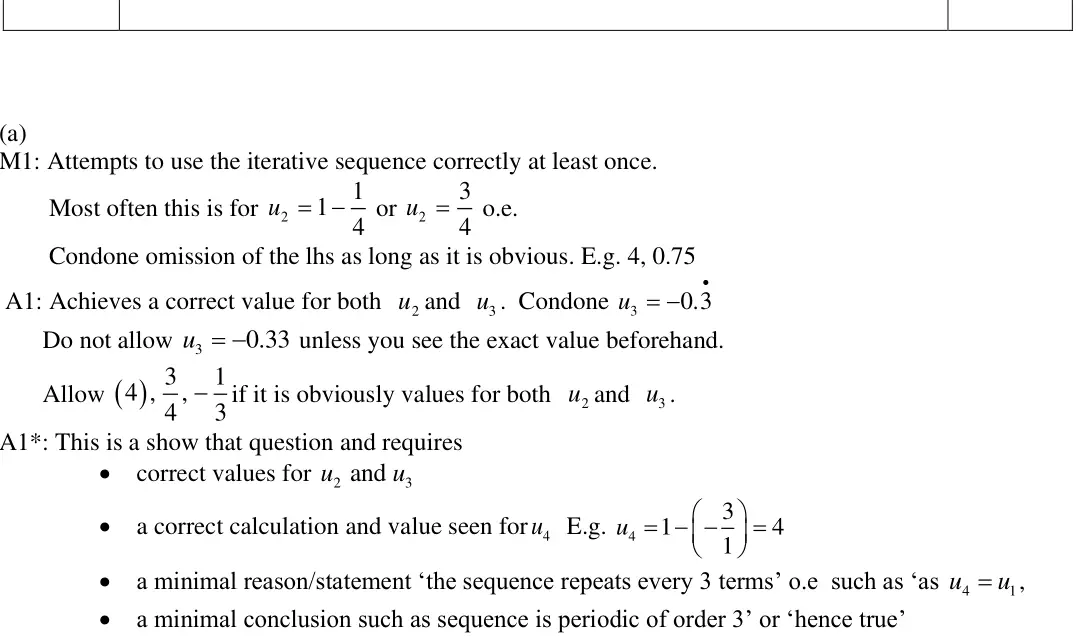 (a)
M1: Attempts to use the iterative sequence correctly at least once.
Most often this is for u₂ = 1 − 1/4 or u₂ = 3/4 o.e.
Condone omission of the lhs as long as it is obvious. E.g. 4, 0.75
A1: Achieves a correct value for both u₂ and u₃. Condone u₃ = −0.3̇
Do not allow u₃ = −0.33 unless you see the exact value beforehand.
Allow (4), 3/4, − 1/3 if it is obviously values for both u₂ and u₃.
A1*: This is a show that question and requires
• correct values for u₂ and u₃
• a correct calculation and value seen for u₄ E.g. u₄ = 1 − (− 3/1) = 4
• a minimal reason/statement ‘the sequence repeats every 3 terms’ o.e such as ‘as u₄ = u₁,
• a minimal conclusion such as sequence is periodic of order 3’ or ‘hence true’